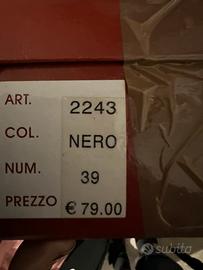 ART. 2243
COL. NERO
NUM. 39
PREZZO € 79.00
subito